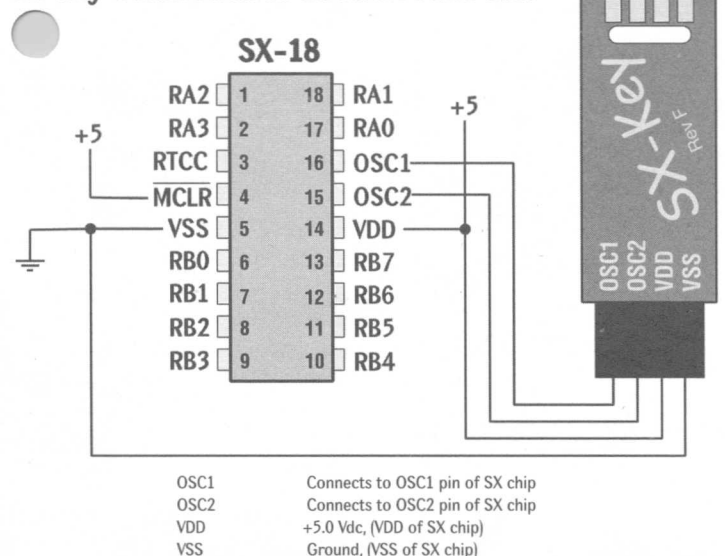 SX-18
RA2 1 18 RA1
RA3 2 17 RA0
RTCC 3 16 OSC1
MCLR 4 15 OSC2
VSS 5 14 VDD
RB0 6 13 RB7
RB1 7 12 RB6
RB2 8 11 RB5
RB3 9 10 RB4
+5
+5
SX-Key
Rev F
OSC1
OSC2
VDD
VSS
OSC1 Connects to OSC1 pin of SX chip
OSC2 Connects to OSC2 pin of SX chip
VDD +5.0 Vdc, (VDD of SX chip)
VSS Ground, (VSS of SX chip)